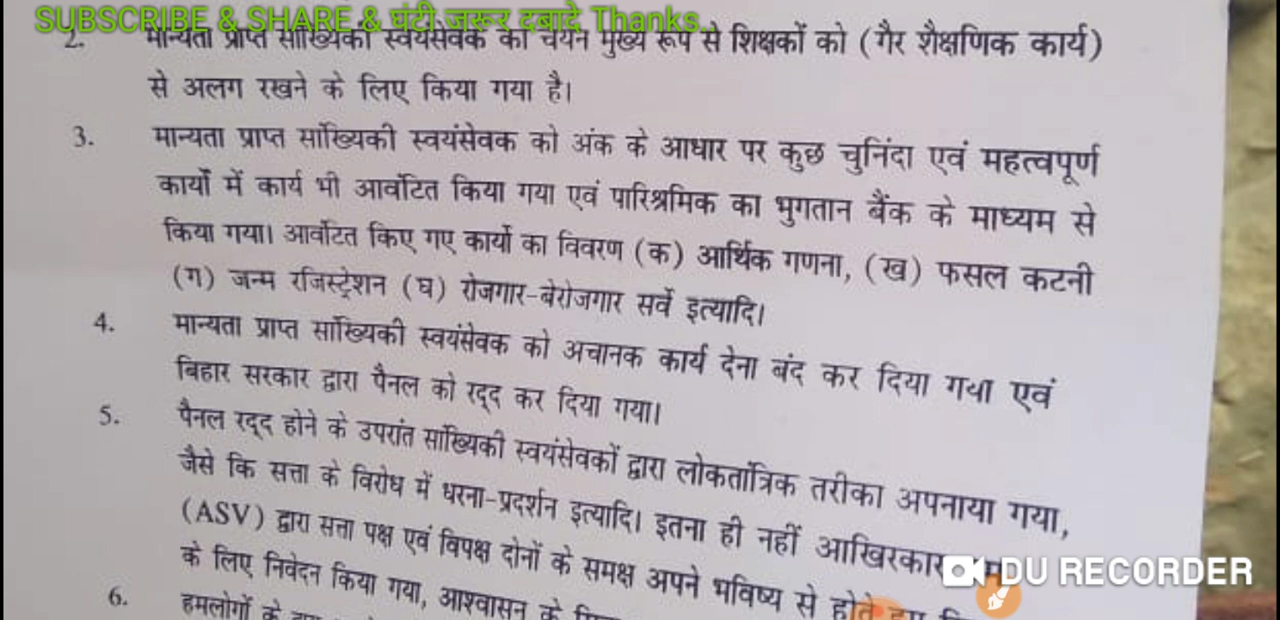 SUBSCRIBE & SHARE & घंटी जरूर दबादे Thanks...
2. मान्यता प्राप्त सांख्यिकी स्वयंसेवक का चयन मुख्य रूप से शिक्षकों को (गैर शैक्षणिक कार्य)
से अलग रखने के लिए किया गया है।
3. मान्यता प्राप्त सांख्यिकी स्वयंसेवक को अंक के आधार पर कुछ चुनिंदा एवं महत्वपूर्ण
कार्यों में कार्य भी आवंटित किया गया एवं पारिश्रमिक का भुगतान बैंक के माध्यम से
किया गया। आवंटित किए गए कार्यो का विवरण (क) आर्थिक गणना, (ख) फसल कटनी
(ग) जन्म रजिस्ट्रेशन (घ) रोजगार-बेरोजगार सर्वे इत्यादि।
4. मान्यता प्राप्त सांख्यिकी स्वयंसेवक को अचानक कार्य देना बंद कर दिया गया एवं
बिहार सरकार द्वारा पैनल को रद्द कर दिया गया।
5. पैनल रद्द होने के उपरांत सांख्यिकी स्वयंसेवकों द्वारा लोकतांत्रिक तरीका अपनाया गया,
जैसे कि सत्ता के विरोध में धरना-प्रदर्शन इत्यादि। इतना ही नहीं आखिरकार
(ASV) द्वारा सत्ता पक्ष एवं विपक्ष दोनों के समक्ष अपने भविष्य से होते
के लिए निवेदन किया गया, आश्वासन के
6. हमलोगों के
DU RECORDER